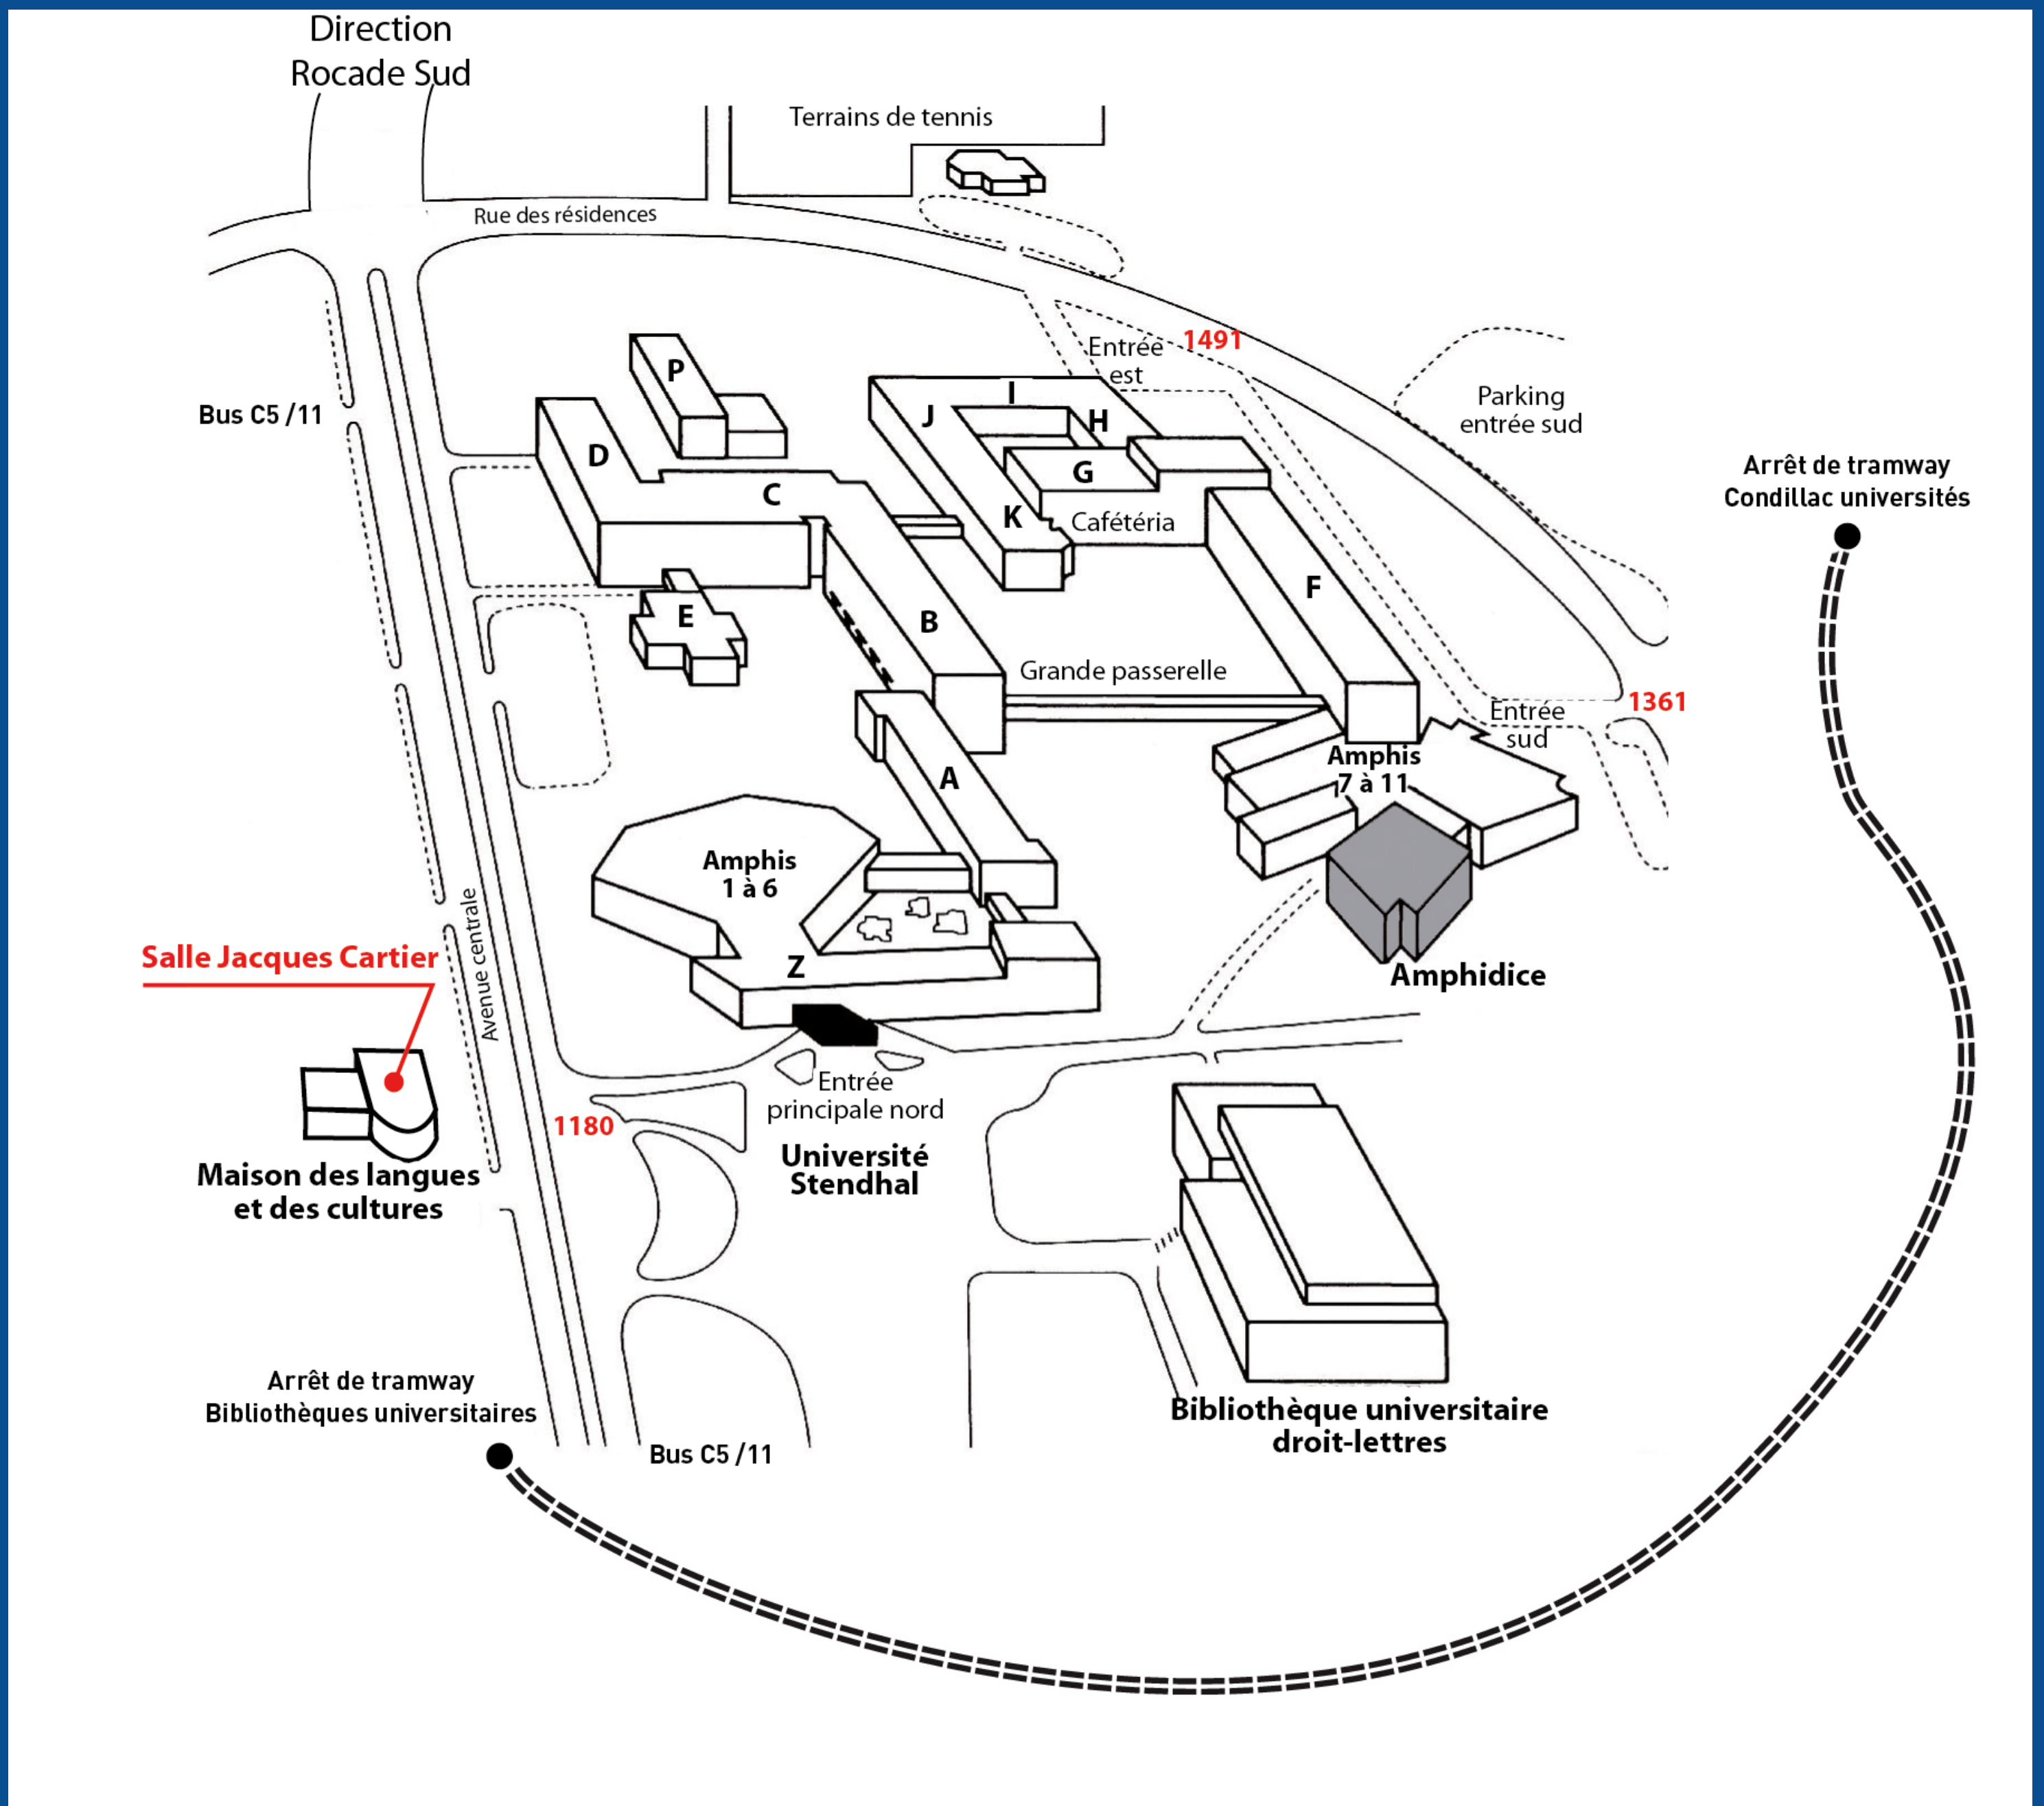 Direction
Rocade Sud
Terrains de tennis
Rue des résidences
Entrée
est
1491
Parking
entrée sud
Bus C5 /11
P
D
C
I
J
H
G
K
Cafétéria
Arrêt de tramway
Condillac universités
E
B
F
Grande passerelle
1361
Entrée
sud
A
Amphis
7 à 11
Amphis
1 à 6
Avenue centrale
Salle Jacques Cartier
Z
Amphidice
Entrée
principale nord
1180
Université
Stendhal
Maison des langues
et des cultures
Arrêt de tramway
Bibliothèques universitaires
Bus C5 /11
Bibliothèque universitaire
droit-lettres